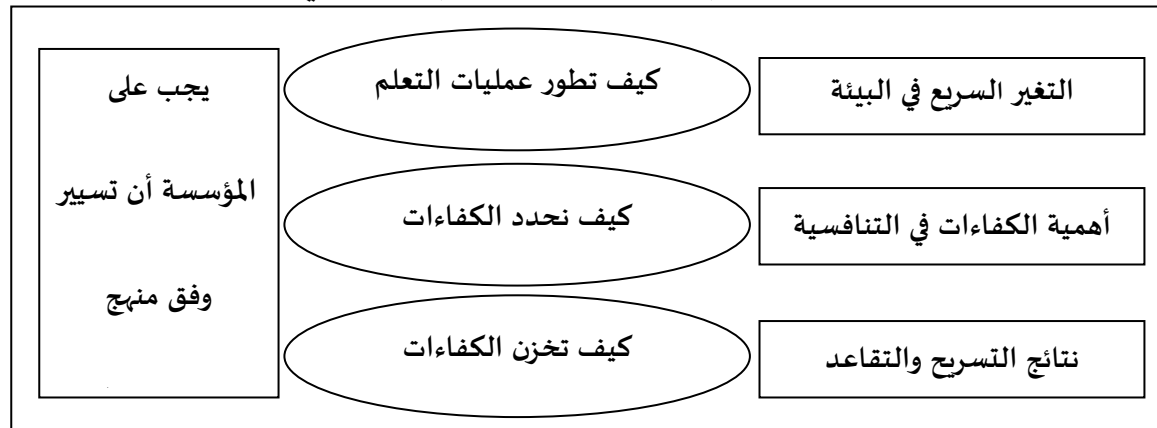 التغير السريع في البيئة
كيف تطور عمليات التعلم
يجب على
أهمية الكفاءات في التنافسية
كيف نحدد الكفاءات
المؤسسة أن تسيير
وفق منهج
نتائج التسريح والتقاعد
كيف تخزن الكفاءات